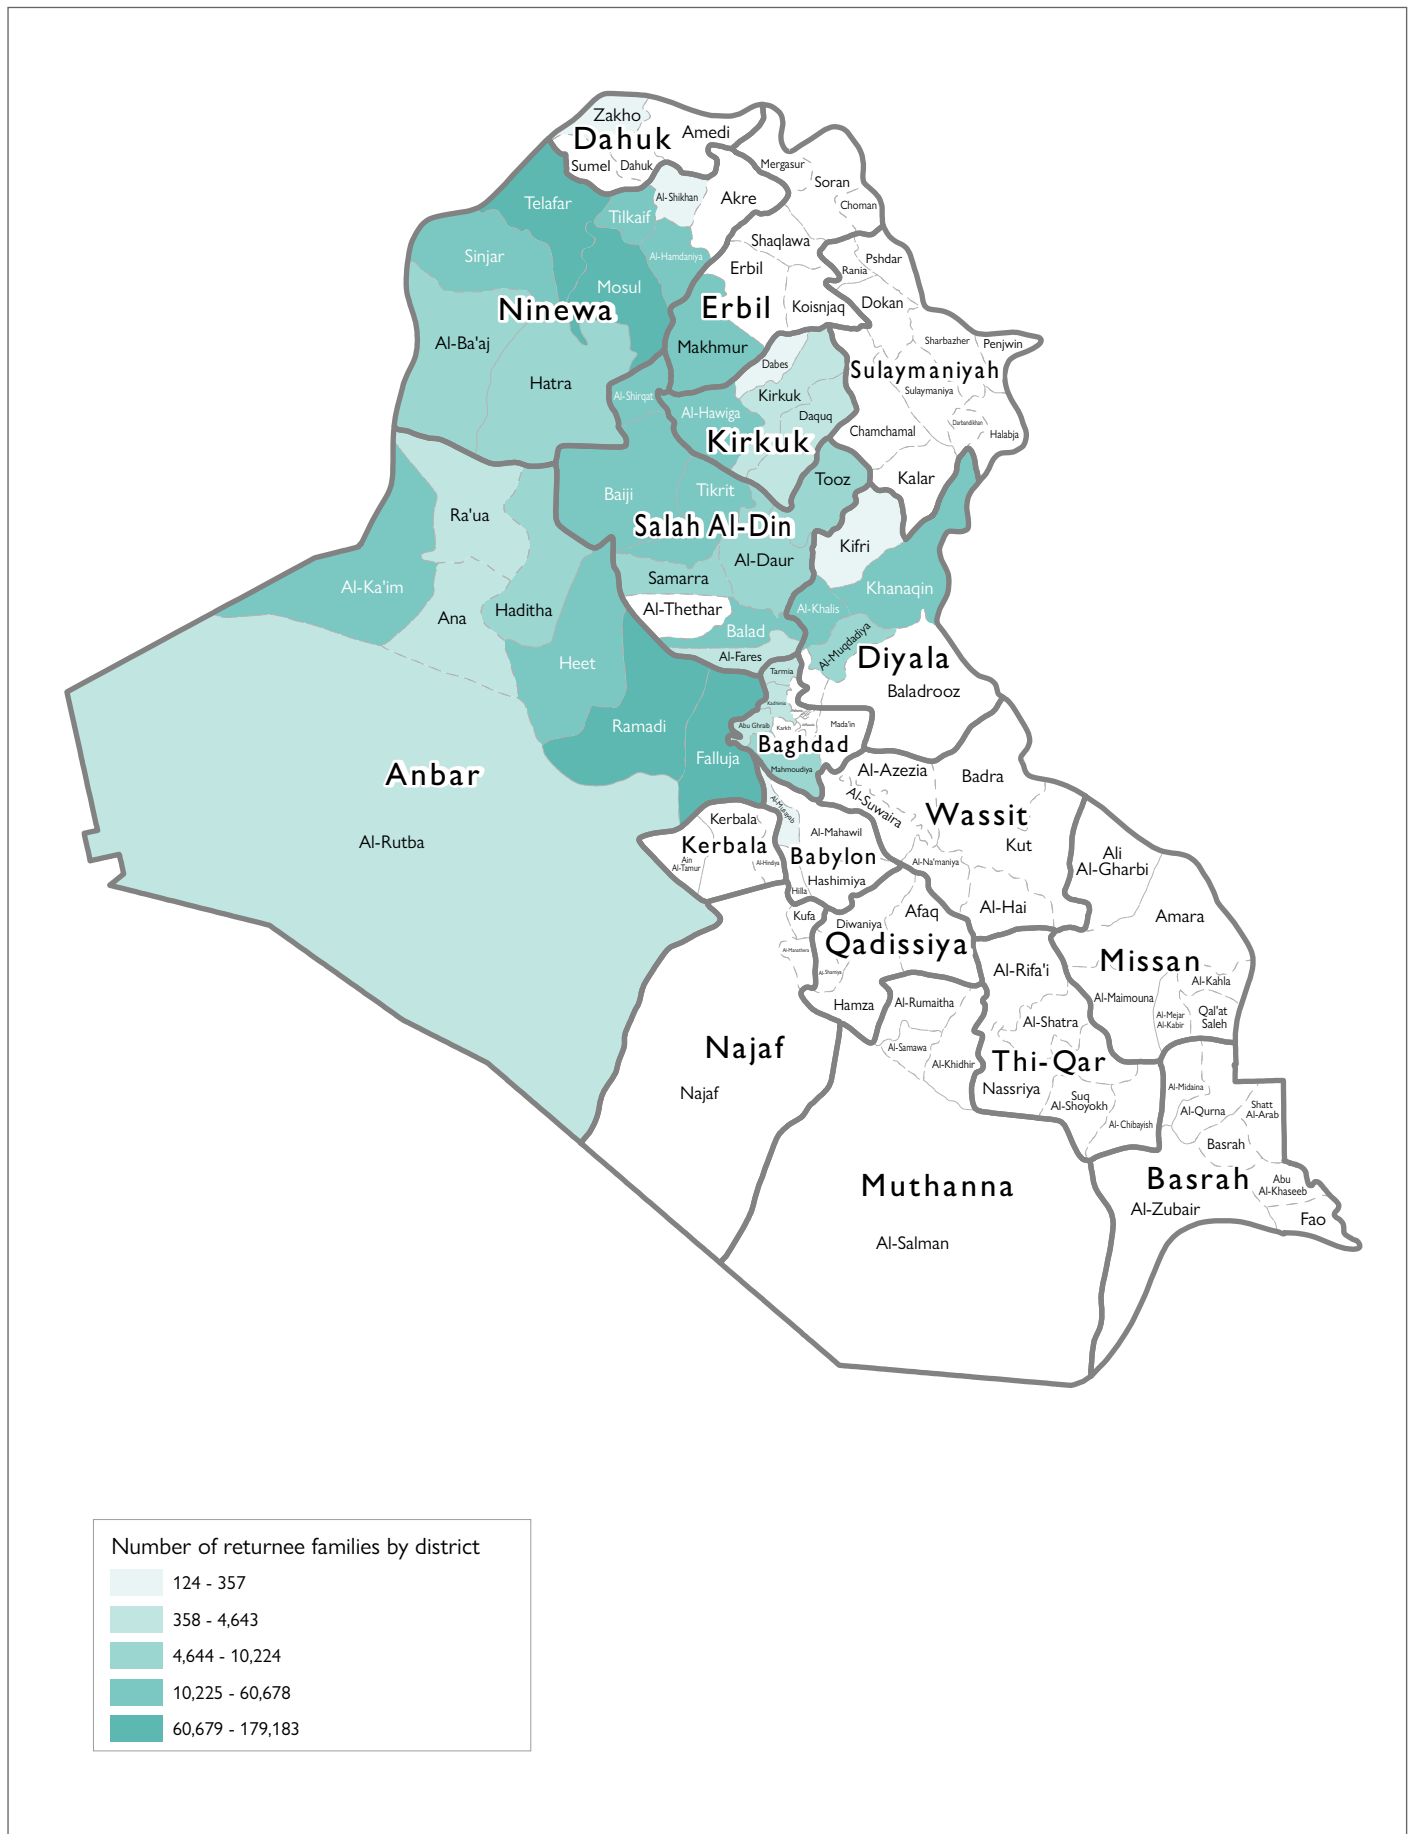 Zakho
Dahuk
Amedi
Sumel
Dahuk
Mergasur
Soran
Choman
Telafar
Tilkaif
Al-Shikhan
Akre
Sinjar
Al-Hamdaniya
Shaqlawa
Erbil
Pshdar
Rania
Mosul
Ninewa
Erbil
Koisnjaq
Dokan
Al-Ba'aj
Makhmur
Sharbazher
Penjwin
Hatra
Dabes
Sulaymaniyah
Sulaymaniya
Al-Shirqat
Kirkuk
Al-Hawiga
Daquq
Kirkuk
Chamchamal
Darbandikhan
Halabja
Baiji
Tikrit
Tooz
Kalar
Ra'ua
Salah Al-Din
Kifri
Al-Daur
Al-Ka'im
Samarra
Khanaqin
Ana
Haditha
Al-Thethar
Al-Khalis
Balad
Al-Muqdadiya
Diyala
Heet
Al-Fares
Tarmia
Baladrooz
Kadhimia
Ramadi
Abu Ghraib
Karkh
Mada'in
Falluja
Baghdad
Mahmoudiya
Anbar
Al-Azezia
Badra
Al-Suwaira
Wassit
Al-Rutba
Kerbala
Kerbala
Al-Musayab
Al-Mahawil
Babylon
Kut
Ain
Al-Tamur
Al-Hindiya
Hashimiya
Al-Na'maniya
Ali
Al-Gharbi
Hilla
Kufa
Afaq
Al-Hai
Amara
Diwaniya
Qadissiya
Al-Manathera
Al-Shamiya
Al-Rifa'i
Missan
Al-Kahla
Hamza
Al-Rumaitha
Al-Maimouna
Al-Mejar
Al-Kabir
Qal'at
Saleh
Al-Shatra
Najaf
Al-Samawa
Al-Khidhir
Thi-Qar
Najaf
Nassriya
Suq
Al-Shoyokh
Al-Midaina
Al-Qurna
Shatt
Al-Arab
Al- Chibayish
Basrah
Muthanna
Basrah
Abu
Al-Khaseeb
Al-Zubair
Fao
Al-Salman
Number of returnee families by district
124 - 357
358 - 4,643
4,644 - 10,224
10,225 - 60,678
60,679 - 179,183